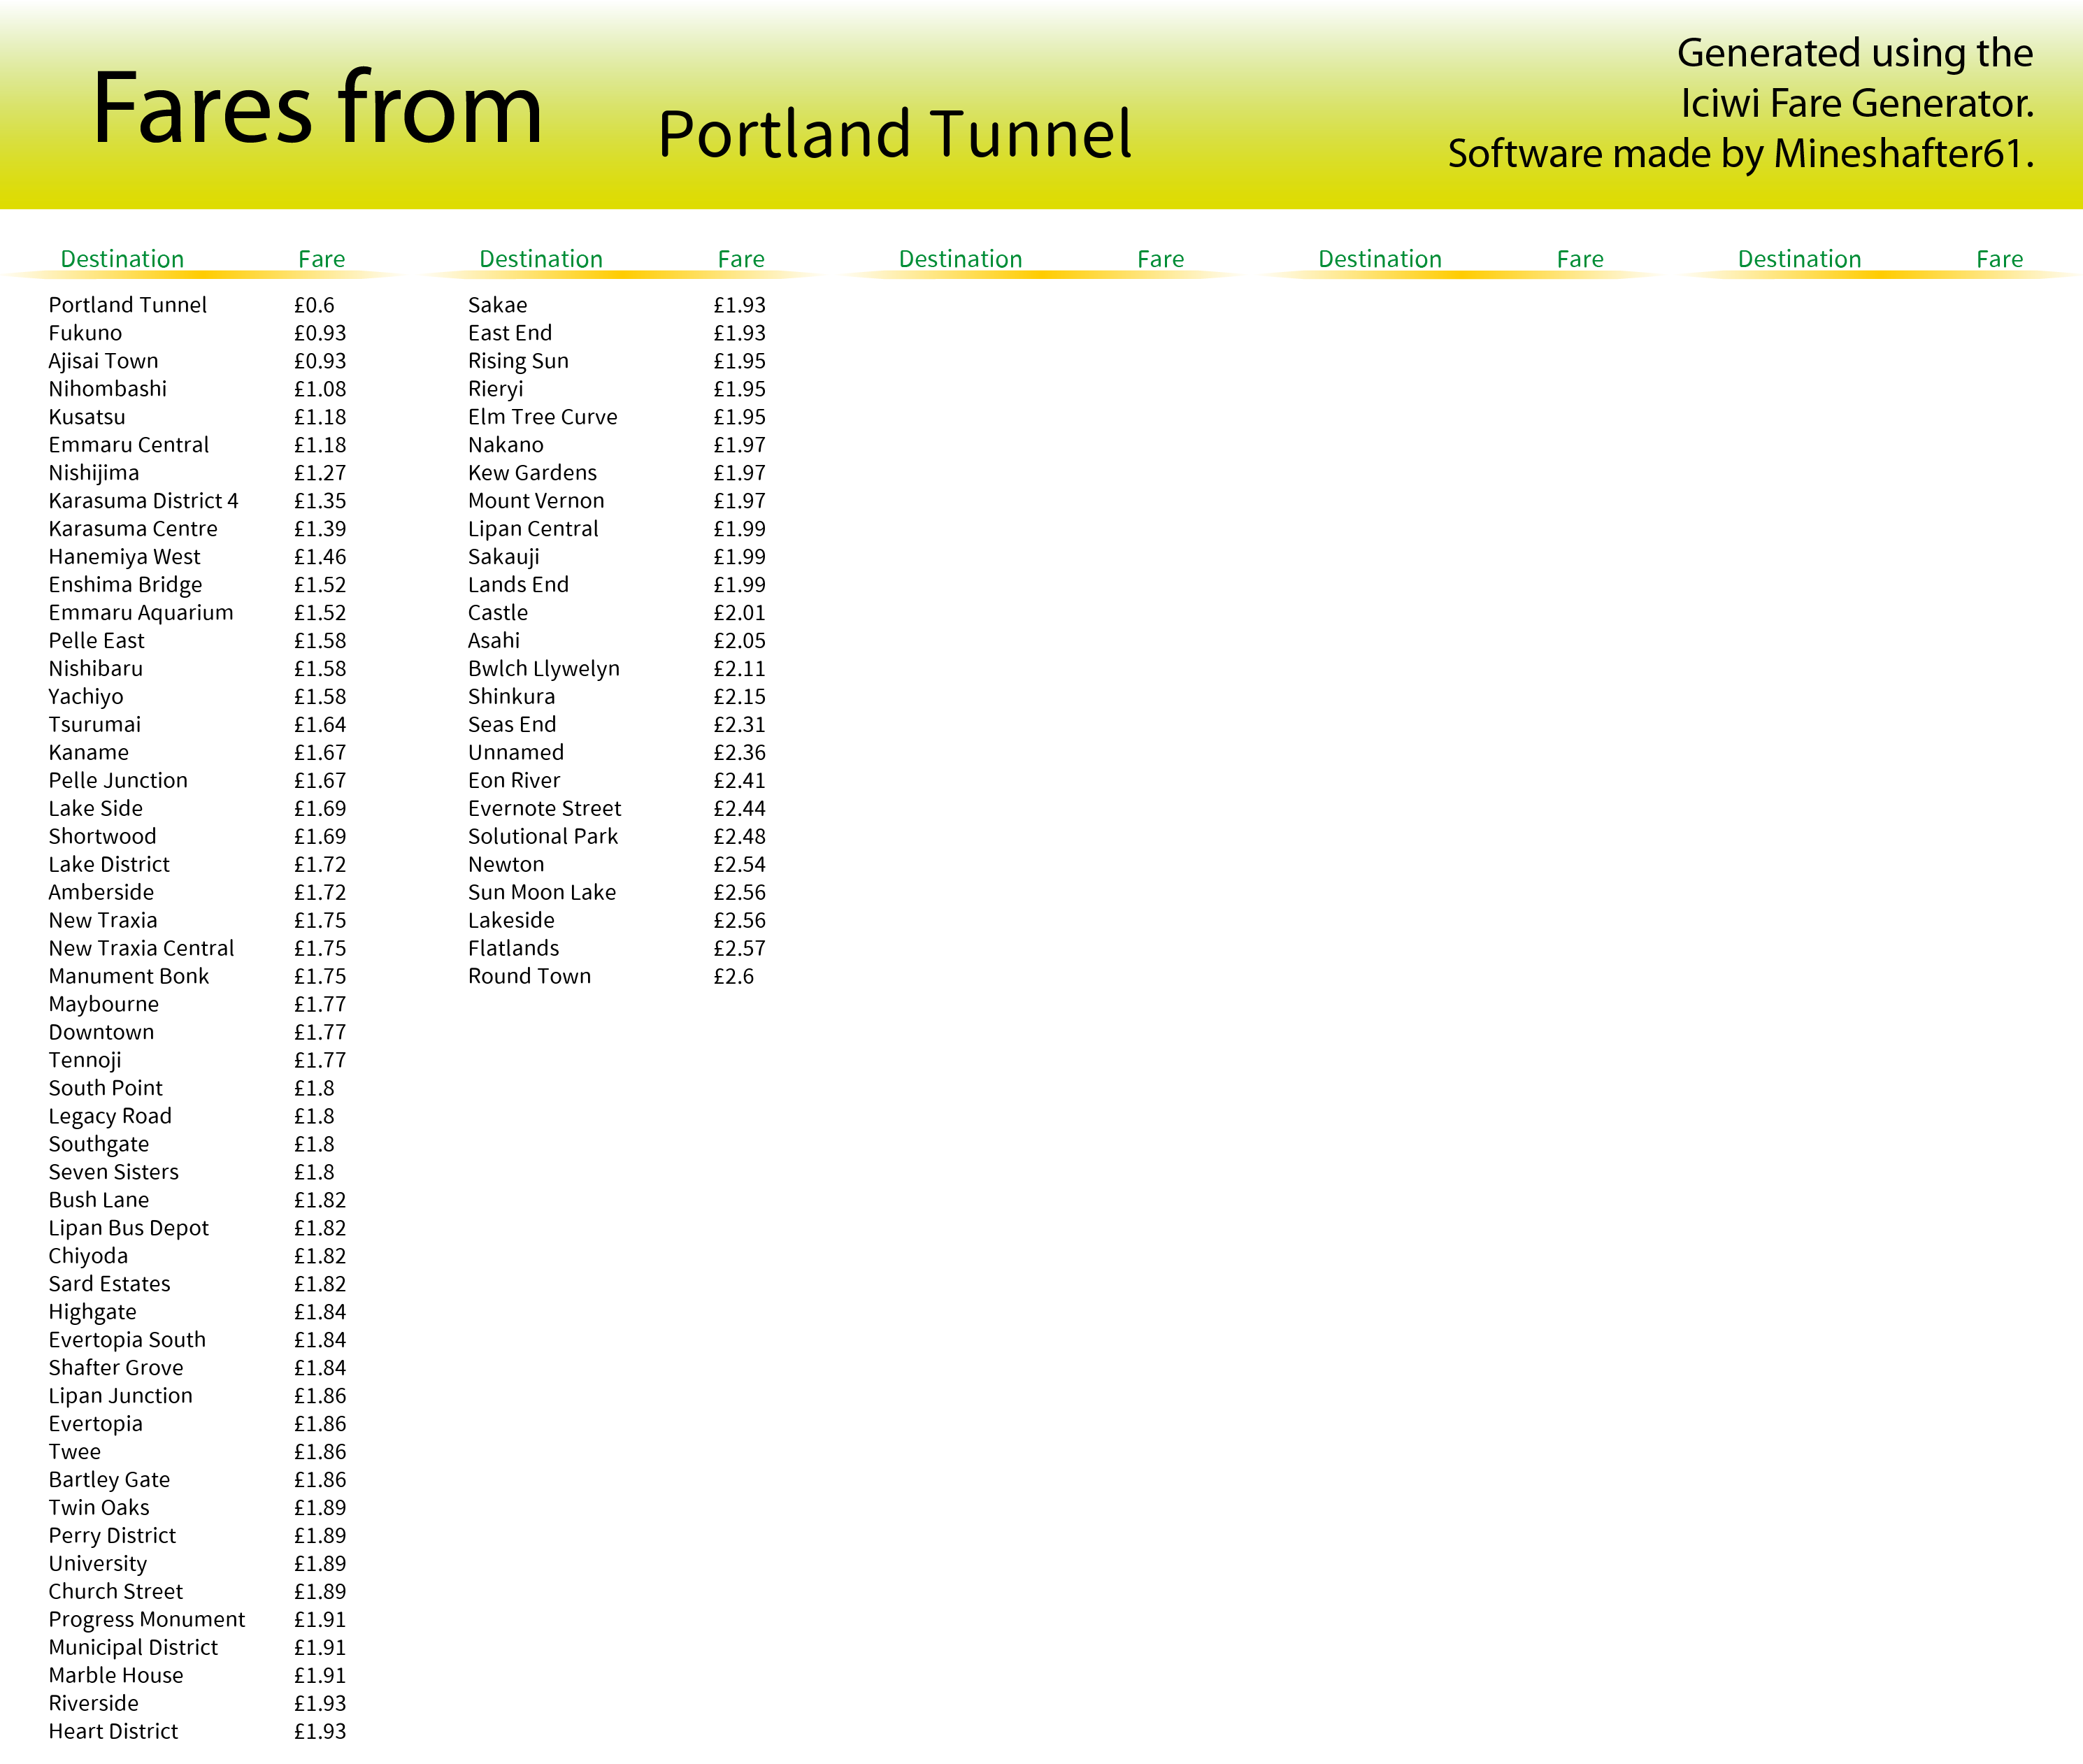 Fares from Portland Tunnel
Generated using the
Iciwi Fare Generator.
Software made by Mineshafter61.
Destination Fare Destination Fare Destination Fare Destination Fare Destination Fare
Portland Tunnel £0.6
Fukuno £0.93
Ajisai Town £0.93
Nihombashi £1.08
Kusatsu £1.18
Emmaru Central £1.18
Nishijima £1.27
Karasuma District 4 £1.35
Karasuma Centre £1.39
Hanemiya West £1.46
Enshima Bridge £1.52
Emmaru Aquarium £1.52
Pelle East £1.58
Nishibaru £1.58
Yachiyo £1.58
Tsurumai £1.64
Kaname £1.67
Pelle Junction £1.67
Lake Side £1.69
Shortwood £1.69
Lake District £1.72
Amberside £1.72
New Traxia £1.75
New Traxia Central £1.75
Manument Bonk £1.75
Maybourne £1.77
Downtown £1.77
Tennoji £1.77
South Point £1.8
Legacy Road £1.8
Southgate £1.8
Seven Sisters £1.8
Bush Lane £1.82
Lipan Bus Depot £1.82
Chiyoda £1.82
Sard Estates £1.82
Highgate £1.84
Evertopia South £1.84
Shafter Grove £1.84
Lipan Junction £1.86
Evertopia £1.86
Twee £1.86
Bartley Gate £1.86
Twin Oaks £1.89
Perry District £1.89
University £1.89
Church Street £1.89
Progress Monument £1.91
Municipal District £1.91
Marble House £1.91
Riverside £1.93
Heart District £1.93
Sakae £1.93
East End £1.93
Rising Sun £1.95
Rieryi £1.95
Elm Tree Curve £1.95
Nakano £1.97
Kew Gardens £1.97
Mount Vernon £1.97
Lipan Central £1.99
Sakauji £1.99
Lands End £1.99
Castle £2.01
Asahi £2.05
Bwlch Llywelyn £2.11
Shinkura £2.15
Seas End £2.31
Unnamed £2.36
Eon River £2.41
Evernote Street £2.44
Solutional Park £2.48
Newton £2.54
Sun Moon Lake £2.56
Lakeside £2.56
Flatlands £2.57
Round Town £2.6